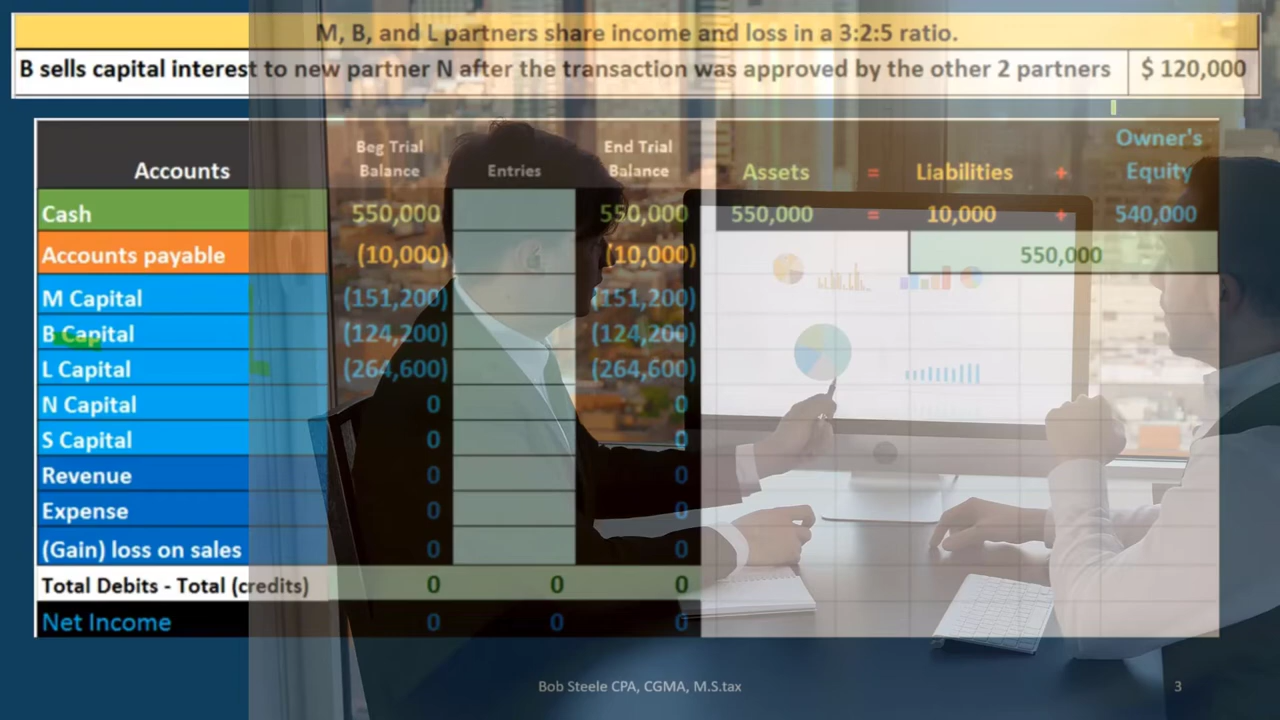 M, B, and L partners share income and loss in a 3:2:5 ratio.
B sells capital interest to new partner N after the transaction was approved by the other 2 partners $ 120,000
Accounts Beg Trial Balance Entries End Trial Balance Assets = Liabilities + Owner's Equity
Cash 550,000 550,000 550,000 = 10,000 + 540,000
Accounts payable (10,000) (10,000) 550,000
M Capital (151,200) (151,200)
B Capital (124,200) (124,200)
L Capital (264,600) (264,600)
N Capital 0 0
S Capital 0 0
Revenue 0 0
Expense 0 0
(Gain) loss on sales 0 0
Total Debits - Total (credits) 0 0 0
Net Income 0 0 0
Bob Steele CPA, CGMA, M.S.tax 3